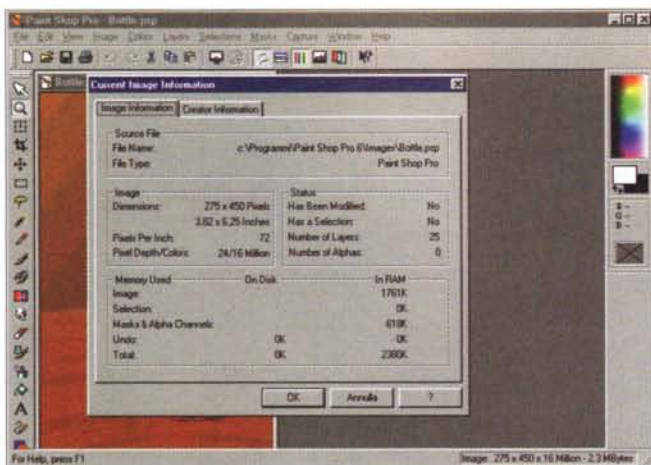 Paint Shop Pro - Bottle.psp
File Edit View Image Colors Layers Selections Masks Capture Window Help
Bottle
Current Image Information
Image Information Creator Information
Source File
File Name: c:\Programmi\Paint Shop Pro 6\Images\Bottle.psp
File Type: Paint Shop Pro
Image
Dimensions: 275 x 450 Pixels
3.82 x 6.25 Inches
Pixels Per Inch: 72
Pixel Depth/Colors: 24/16 Million
Status
Has Been Modified: No
Has a Selection: No
Number of Layers: 25
Number of Alphas: 0
Memory Used On Disk In RAM
Image: 1761K
Selection: 0K
Masks & Alpha Channels: 618K
Undo: 0K 0K
Total: 0K 2380K
OK Annulla ?
R -
G -
B -
For Help, press F1
Image: 275 x 450 x 16 Million - 2.3 MBytes